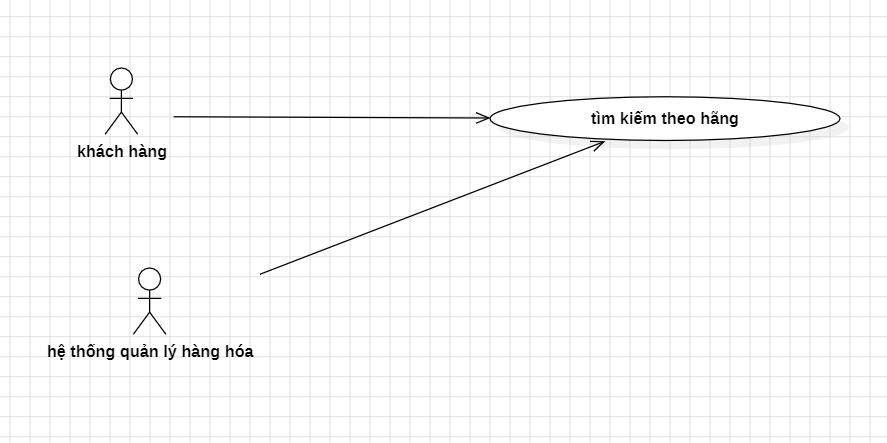 tìm kiếm theo hãng
khách hàng
hệ thống quản lý hàng hóa